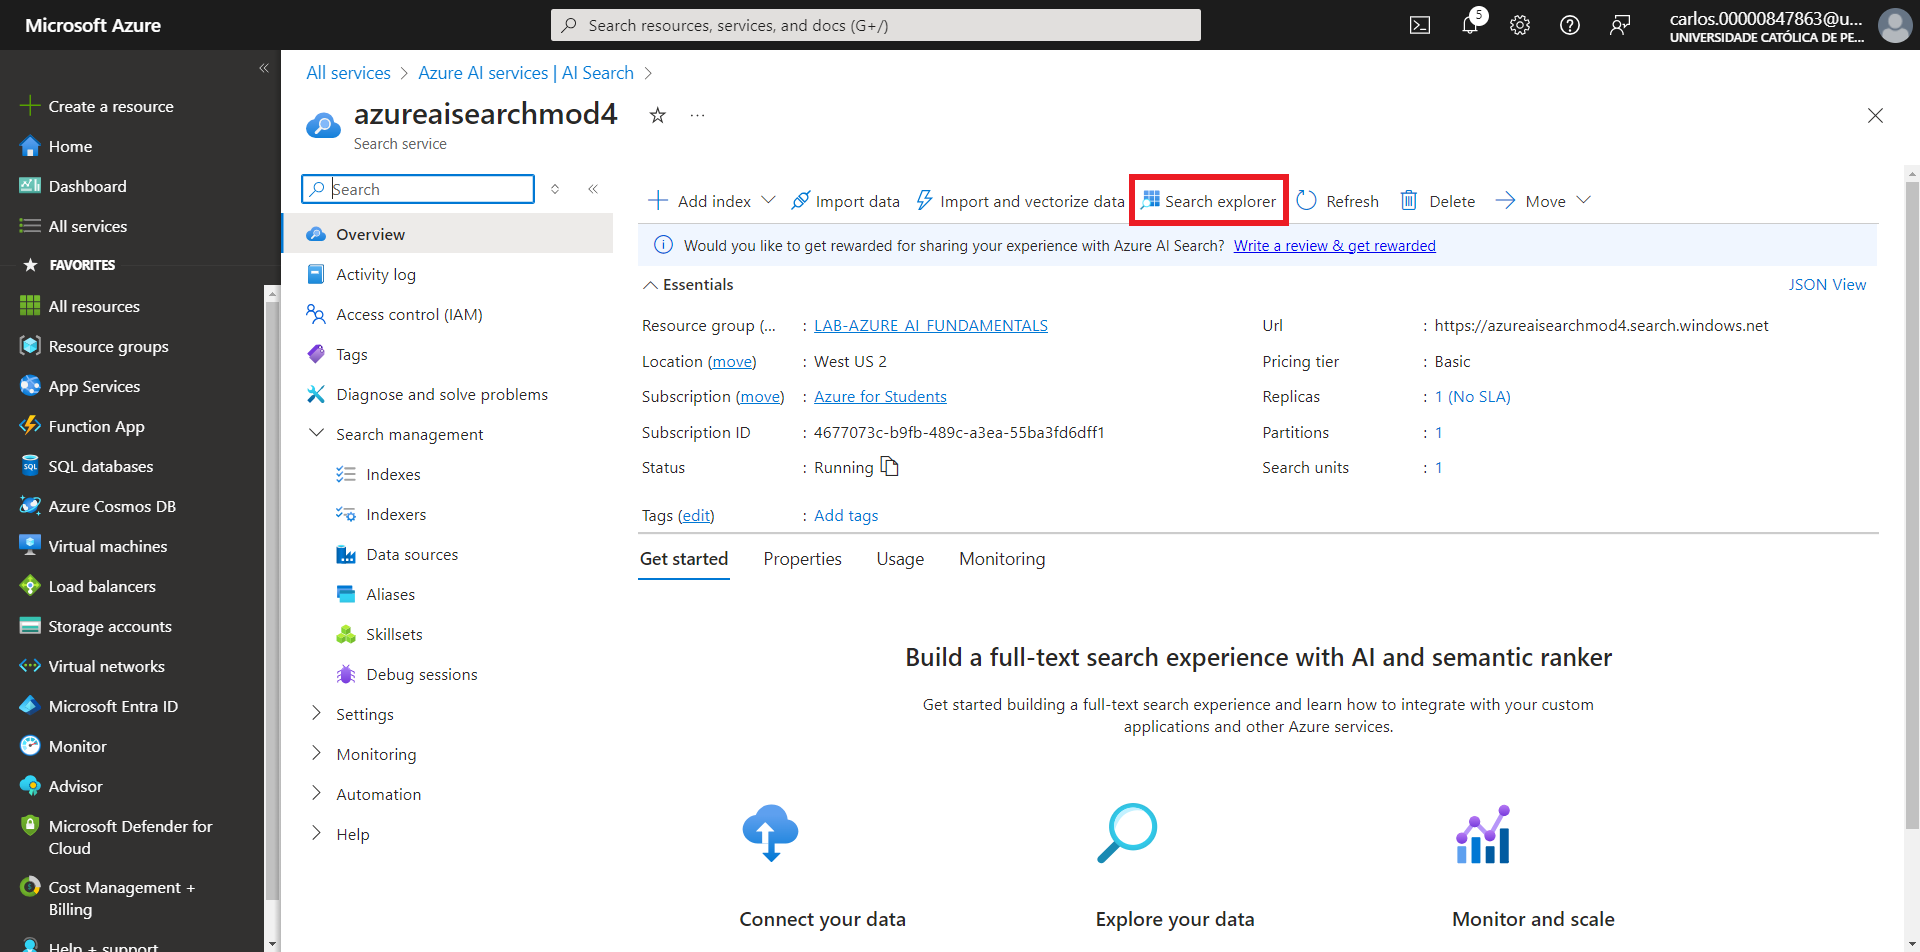 Microsoft Azure
Search resources, services, and docs (G+/)
5
carlos.00000847863@u...
UNIVERSIDADE CATÓLICA DE PE...
Create a resource
Home
Dashboard
All services
FAVORITES
All resources
Resource groups
App Services
Function App
SQL databases
Azure Cosmos DB
Virtual machines
Load balancers
Storage accounts
Virtual networks
Microsoft Entra ID
Monitor
Advisor
Microsoft Defender for
Cloud
Cost Management +
Billing
Help + support
All services > Azure AI services | AI Search >
azureaisearchmod4
Search service
Search
Overview
Activity log
Access control (IAM)
Tags
Diagnose and solve problems
Search management
Indexes
Indexers
Data sources
Aliases
Skillsets
Debug sessions
Settings
Monitoring
Automation
Help
Add index
Import data
Import and vectorize data
Search explorer
Refresh
Delete
Move
Would you like to get rewarded for sharing your experience with Azure AI Search? Write a review & get rewarded
Essentials
JSON View
Resource group (... : LAB-AZURE_AI_FUNDAMENTALS
Location (move) : West US 2
Subscription (move) : Azure for Students
Subscription ID : 4677073c-b9fb-489c-a3ea-55ba3fd6dff1
Status : Running
Tags (edit) : Add tags
Url : https://azureaisearchmod4.search.windows.net
Pricing tier : Basic
Replicas : 1 (No SLA)
Partitions : 1
Search units : 1
Get started
Properties
Usage
Monitoring
Build a full-text search experience with AI and semantic ranker
Get started building a full-text search experience and learn how to integrate with your custom
applications and other Azure services.
Connect your data
Explore your data
Monitor and scale